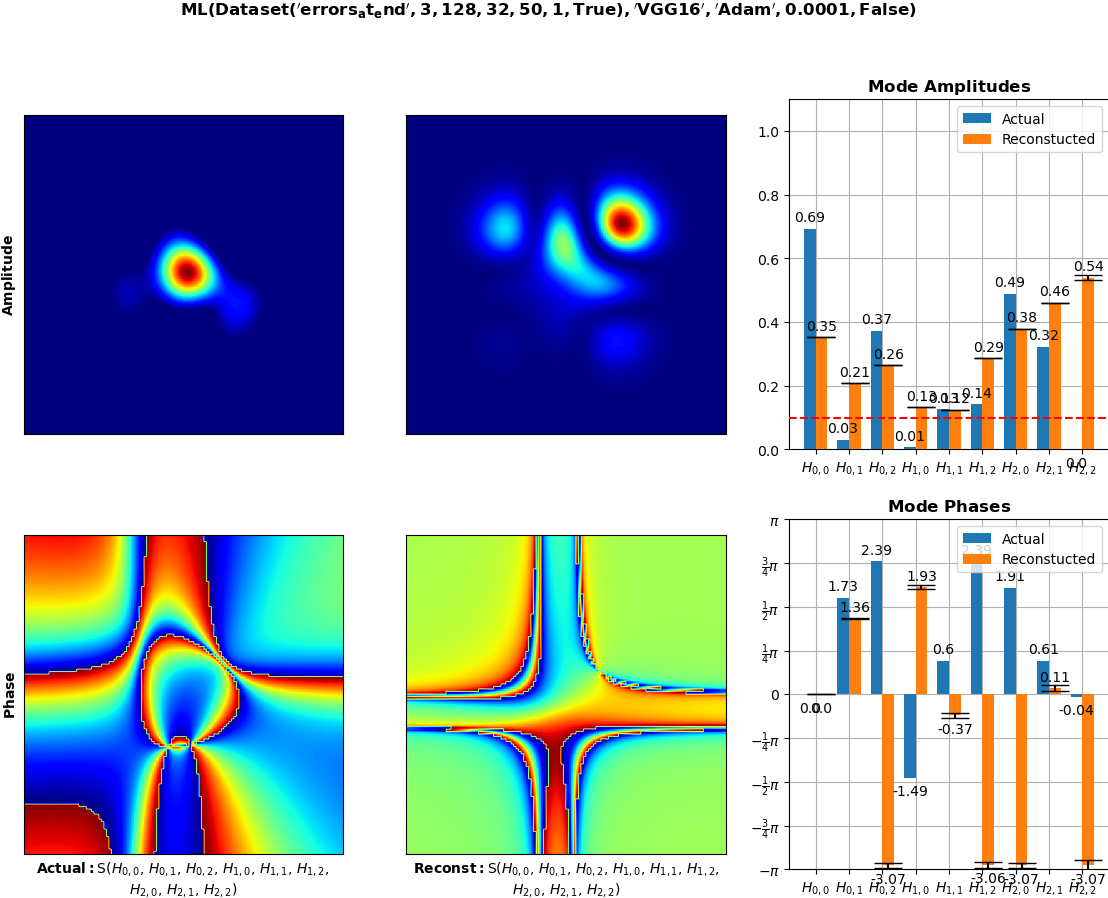 ML(Dataset('errors_at_end', 3, 128, 32, 50, 1, True), 'VGG16', 'Adam', 0.0001, False)
Amplitude
Mode Amplitudes
Actual
Reconstucted
1.0
0.8
0.6
0.4
0.2
0.0
0.69
0.35
0.03
0.21
0.37
0.26
0.01
0.13
0.13
0.12
0.14
0.29
0.49
0.38
0.32
0.46
0.0
0.54
H0,0 H0,1 H0,2 H1,0 H1,1 H1,2 H2,0 H2,1 H2,2
Phase
Actual: S(H0,0, H0,1, H0,2, H1,0, H1,1, H1,2,
H2,0, H2,1, H2,2)
Reconst: S(H0,0, H0,1, H0,2, H1,0, H1,1, H1,2,
H2,0, H2,1, H2,2)
Mode Phases
Actual
Reconstucted
π
3/4π
1/2π
1/4π
0
−1/4π
−1/2π
−3/4π
−π
0.0
0.0
1.73
1.36
2.39
-3.07
-1.49
1.93
0.6
-0.37
2.39
-3.06
1.91
-3.07
0.61
0.11
-0.04
-3.07
H0,0 H0,1 H0,2 H1,0 H1,1 H1,2 H2,0 H2,1 H2,2